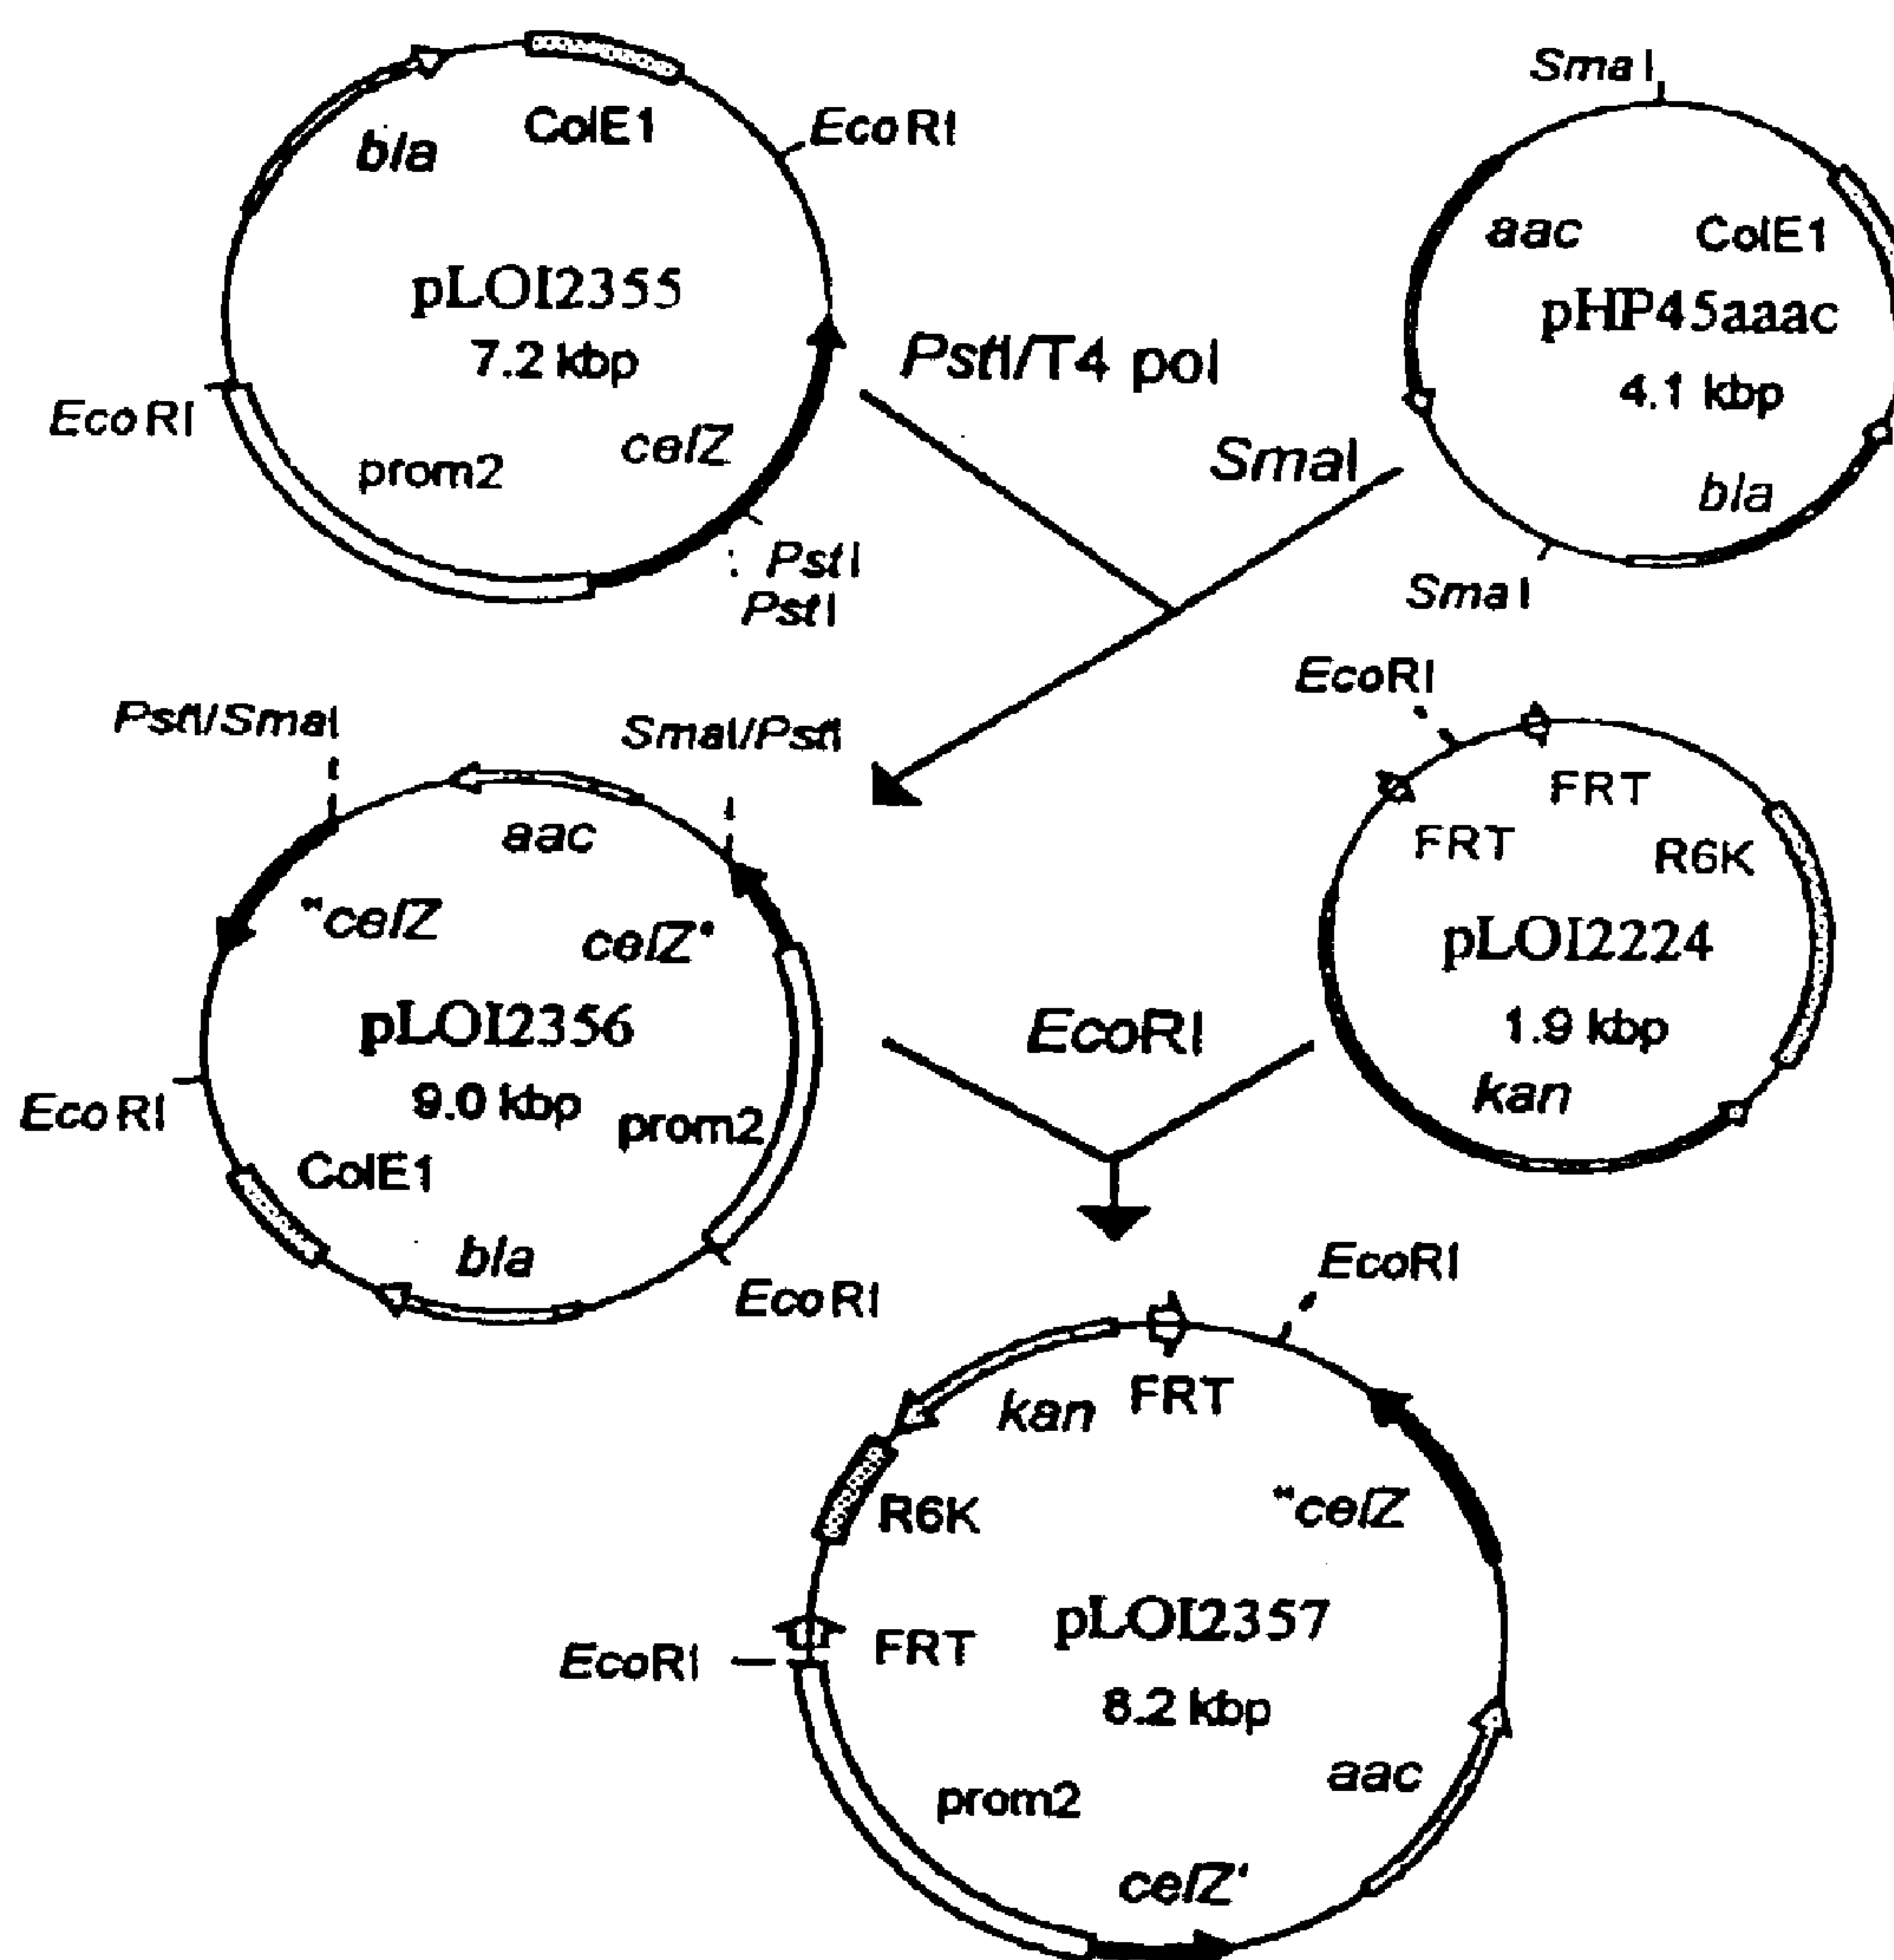 bla
ColE1
EcoRI
pLOI2355
7.2 kbp
EcoRI
prom2
celZ
PstI
PstI
SmaI
aac
ColE1
pHP45aaac
4.1 kbp
bla
SmaI
PstI/T4 pol
SmaI
PstI/SmaI
SmaI/PstI
aac
"celZ
celZ'
pLOI2356
9.0 kbp
prom2
EcoRI
ColE1
bla
EcoRI
EcoRI
FRT
FRT
R6K
pLOI2224
1.9 kbp
kan
EcoRI
EcoRI
kan
FRT
R6K
"celZ
pLOI2357
EcoRI
FRT
8.2 kbp
prom2
aac
celZ'